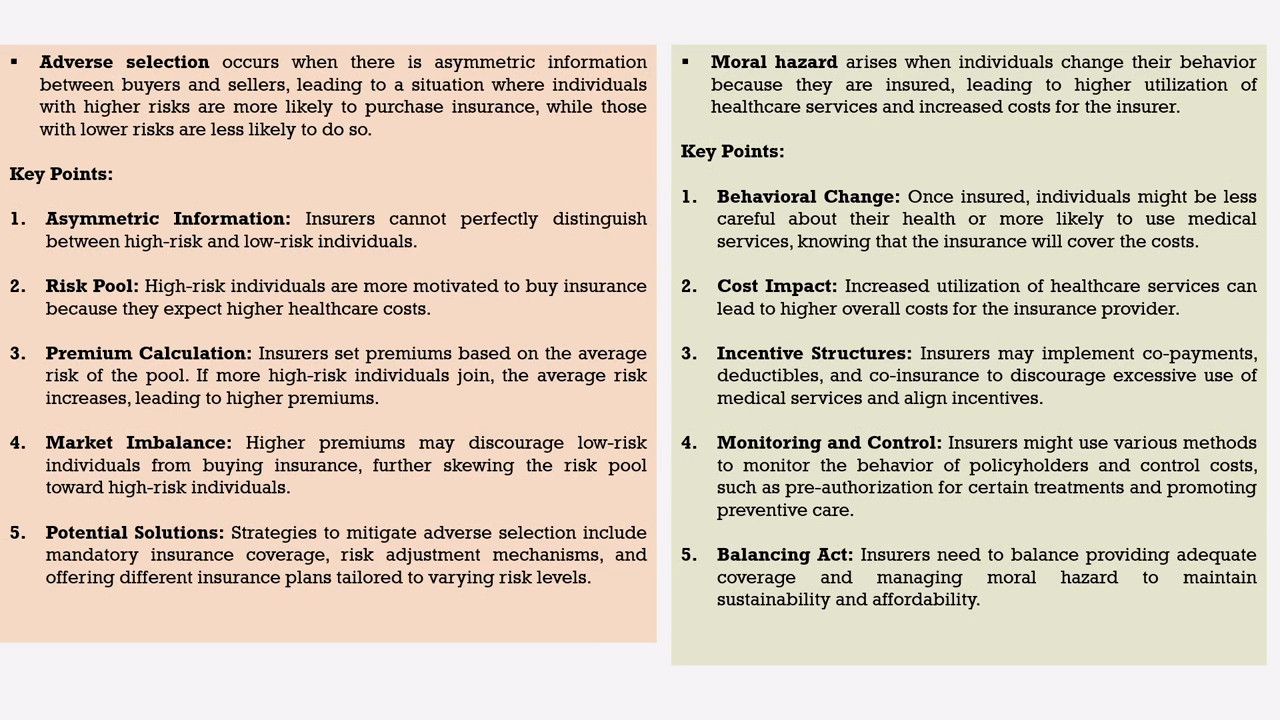 ▪ Adverse selection occurs when there is asymmetric information
between buyers and sellers, leading to a situation where individuals
with higher risks are more likely to purchase insurance, while those
with lower risks are less likely to do so.
Key Points:
1. Asymmetric Information: Insurers cannot perfectly distinguish
between high-risk and low-risk individuals.
2. Risk Pool: High-risk individuals are more motivated to buy insurance
because they expect higher healthcare costs.
3. Premium Calculation: Insurers set premiums based on the average
risk of the pool. If more high-risk individuals join, the average risk
increases, leading to higher premiums.
4. Market Imbalance: Higher premiums may discourage low-risk
individuals from buying insurance, further skewing the risk pool
toward high-risk individuals.
5. Potential Solutions: Strategies to mitigate adverse selection include
mandatory insurance coverage, risk adjustment mechanisms, and
offering different insurance plans tailored to varying risk levels.
▪ Moral hazard arises when individuals change their behavior
because they are insured, leading to higher utilization of
healthcare services and increased costs for the insurer.
Key Points:
1. Behavioral Change: Once insured, individuals might be less
careful about their health or more likely to use medical
services, knowing that the insurance will cover the costs.
2. Cost Impact: Increased utilization of healthcare services can
lead to higher overall costs for the insurance provider.
3. Incentive Structures: Insurers may implement co-payments,
deductibles, and co-insurance to discourage excessive use of
medical services and align incentives.
4. Monitoring and Control: Insurers might use various methods
to monitor the behavior of policyholders and control costs,
such as pre-authorization for certain treatments and promoting
preventive care.
5. Balancing Act: Insurers need to balance providing adequate
coverage and managing moral hazard to maintain
sustainability and affordability.